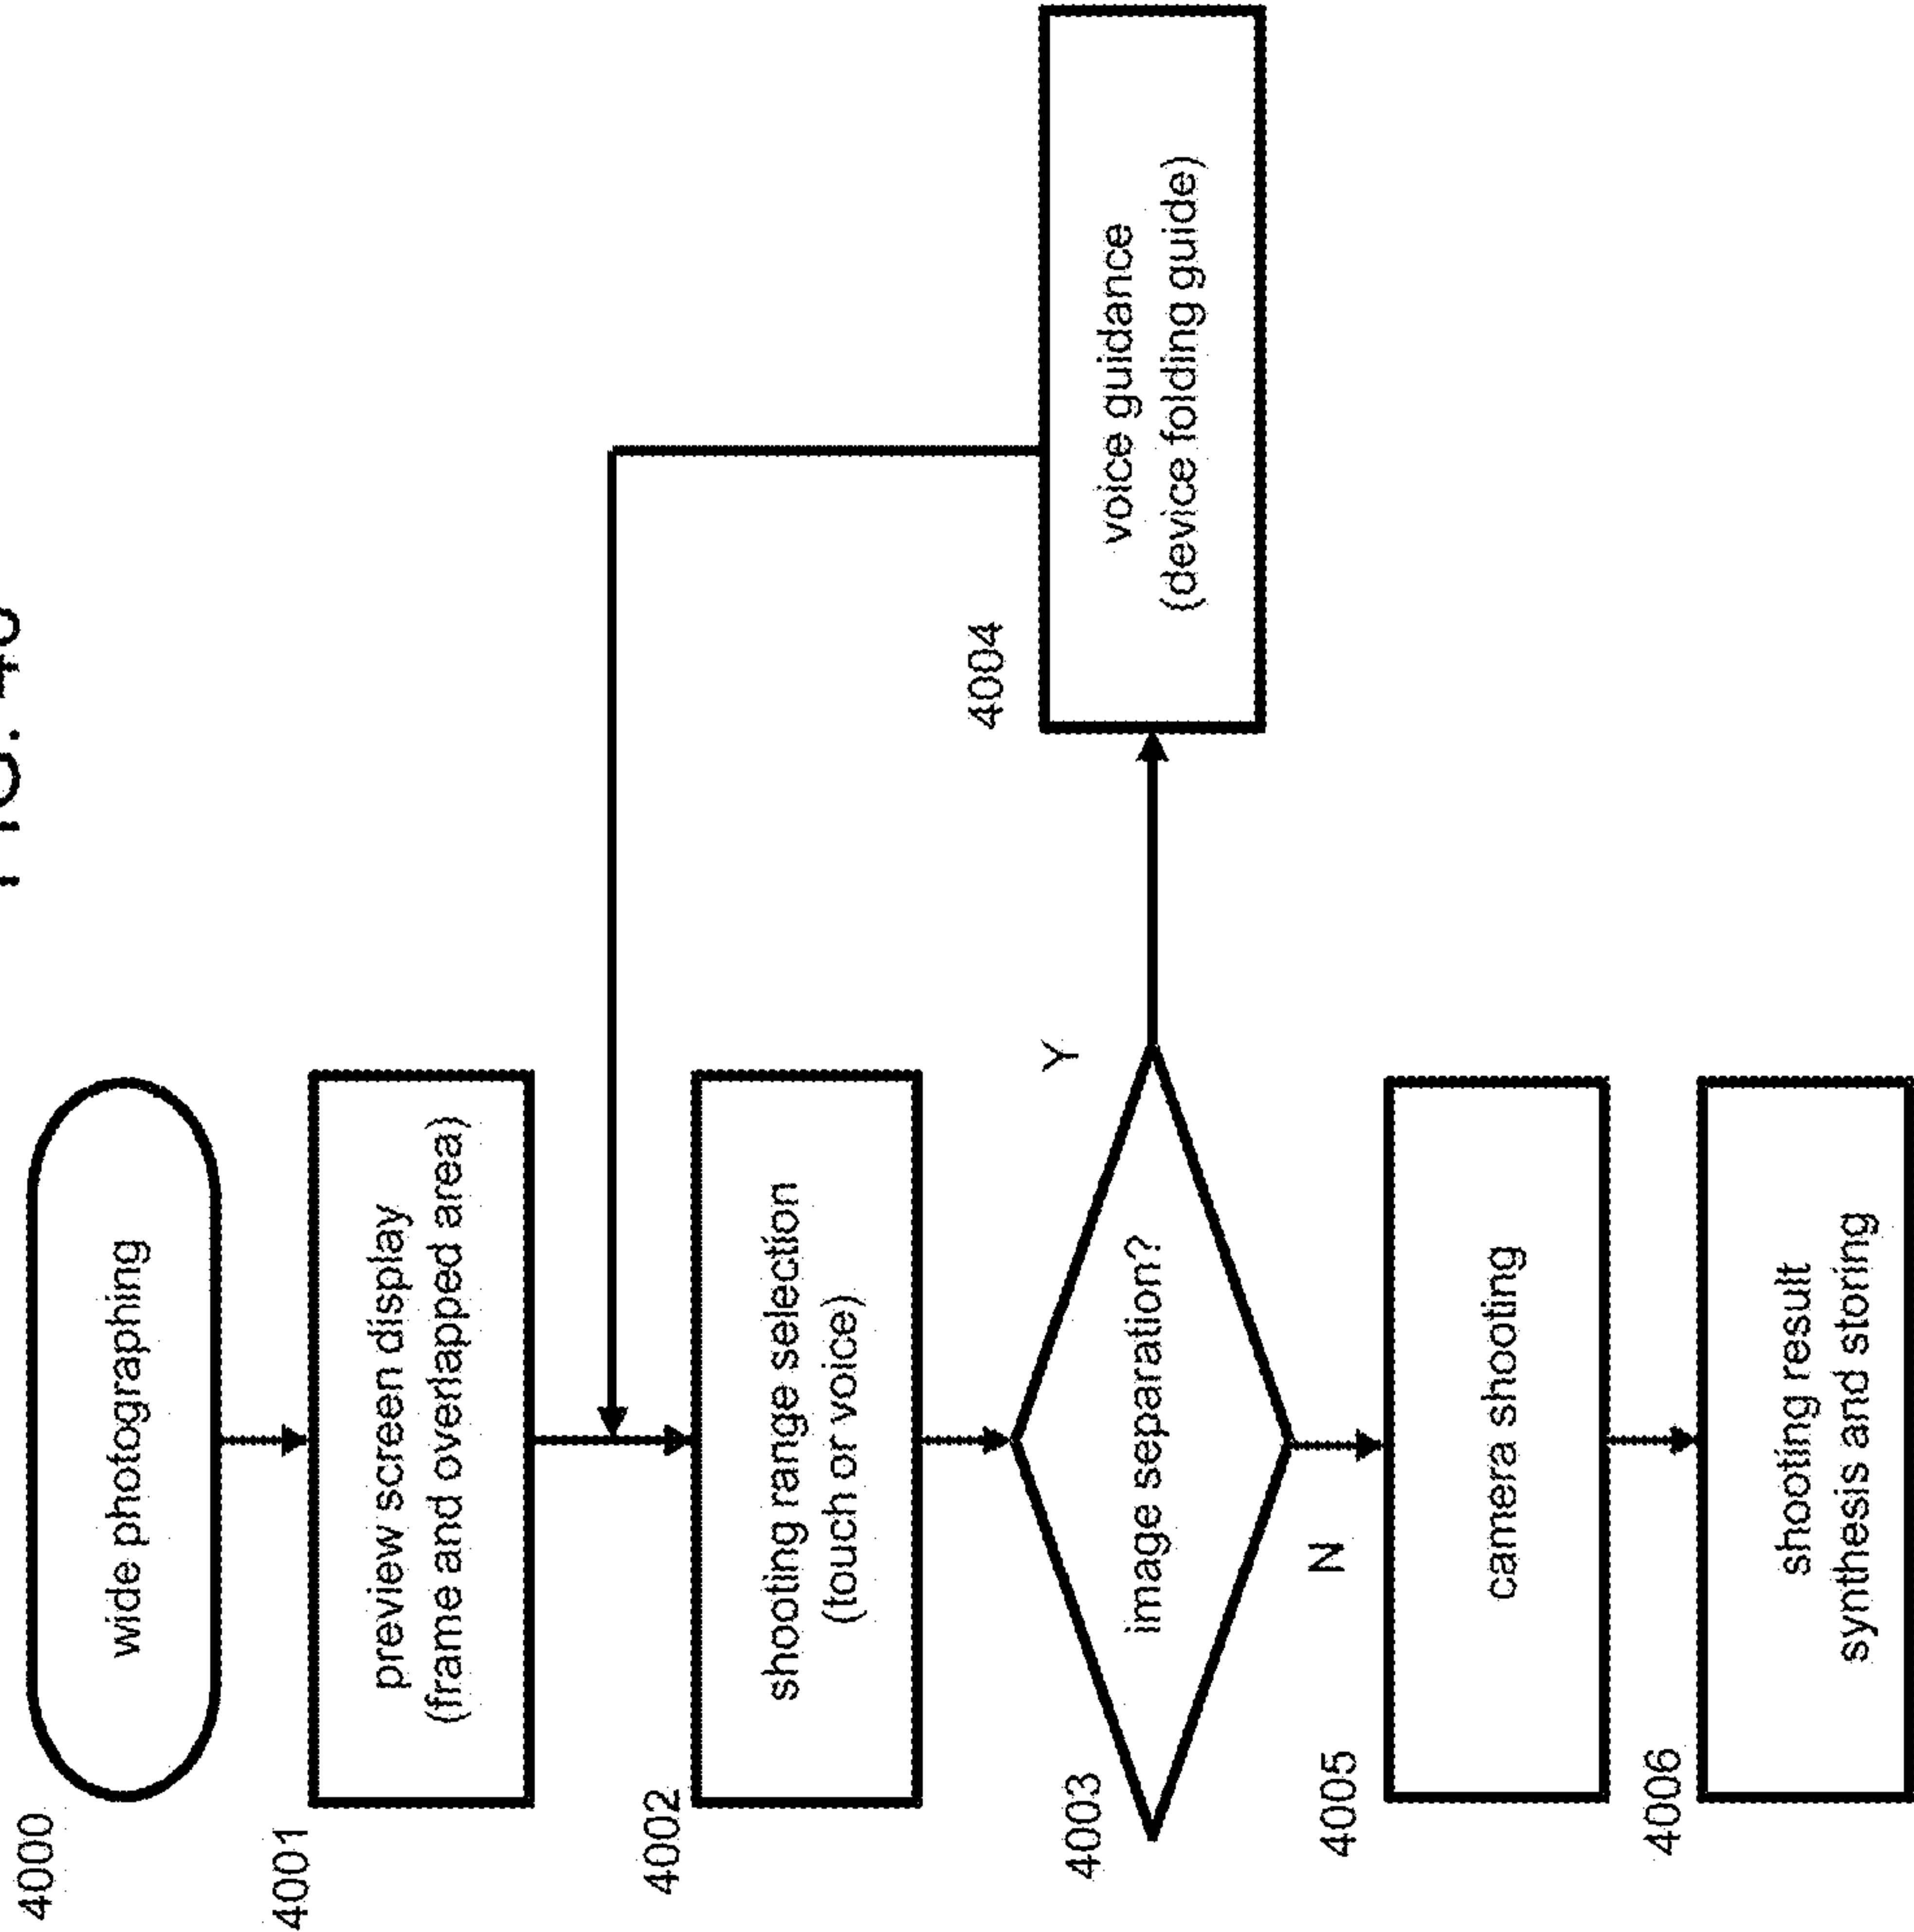 FIG. 40
4000
wide photographing
4001
preview screen display
(frame and overlapped area)
4002
shooting range selection
(touch or voice)
4003
image separation?
Y
4004
voice guidance
(device folding guide)
N
4005
camera shooting
4006
shooting result
synthesis and storing